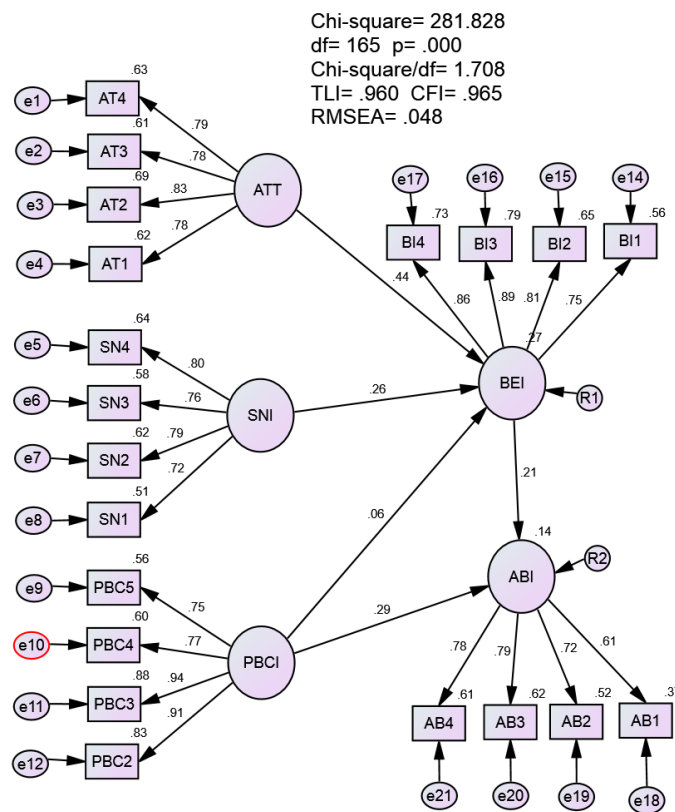 Chi-square= 281.828
df= 165 p= .000
Chi-square/df= 1.708
TLI= .960 CFI= .965
RMSEA= .048
.63
e1 AT4
.79
.61
e2 AT3
.78
.69
e3 AT2
.83
.62
e4 AT1
.78
ATT
e17 e16 e15 e14
.73 .79 .65 .56
BI4 BI3 BI2 BI1
.44 .86 .89 .81 .75
.27
BEI
R1
.64
e5 SN4
.80
.58
e6 SN3
.76
.62
e7 SN2
.79
.51
e8 SN1
.72
SNI
.26
.21
.06
.14
ABI
R2
.56
e9 PBC5
.75
.60
e10 PBC4
.77
.88
e11 PBC3
.94
.83
e12 PBC2
.91
PBCI
.29
.78 .79 .72 .61
.61 .62 .52
AB4 AB3 AB2 AB1
e21 e20 e19 e18